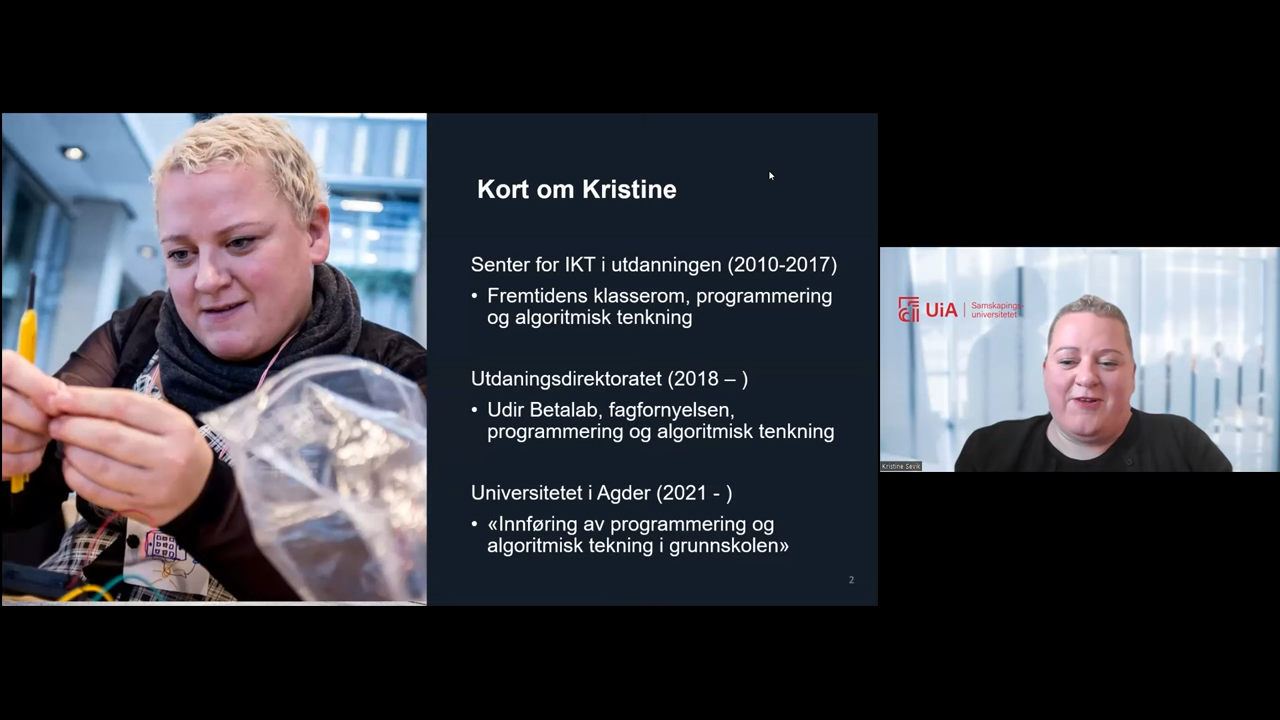 Kort om Kristine
Senter for IKT i utdanningen (2010-2017)
• Fremtidens klasserom, programmering
og algoritmisk tenkning
Utdaningsdirektoratet (2018 – )
• Udir Betalab, fagfornyelsen,
programmering og algoritmisk tenkning
Universitetet i Agder (2021 - )
• «Innføring av programmering og
algoritmisk tekning i grunnskolen»
2
UiA
Samskapings-
universitetet
Kristine Sevik